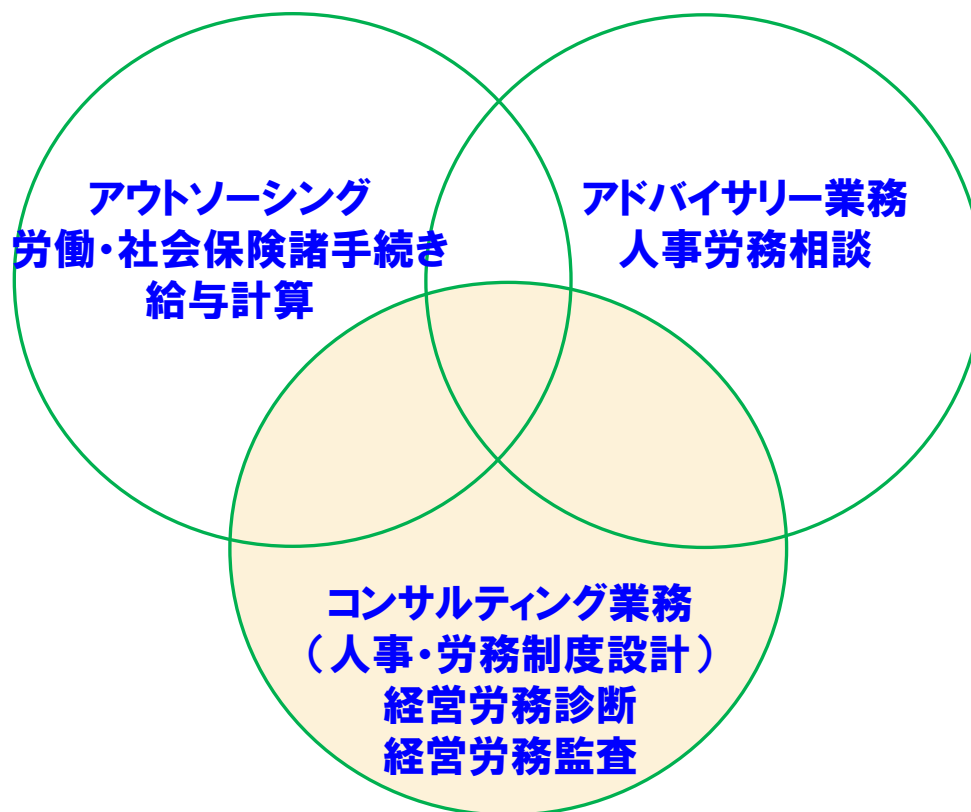 アウトソーシング
労働・社会保険諸手続き
給与計算
アドバイサリー業務
人事労務相談
コンサルティング業務
（人事・労務制度設計）
経営労務診断
経営労務監査